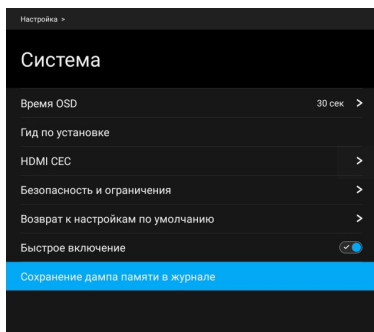 Настройка >
Система
Время OSD 30 сек >
Гид по установке
HDMI CEC >
Безопасность и ограничения >
Возврат к настройкам по умолчанию >
Быстрое включение
Сохранение дампа памяти в журнале